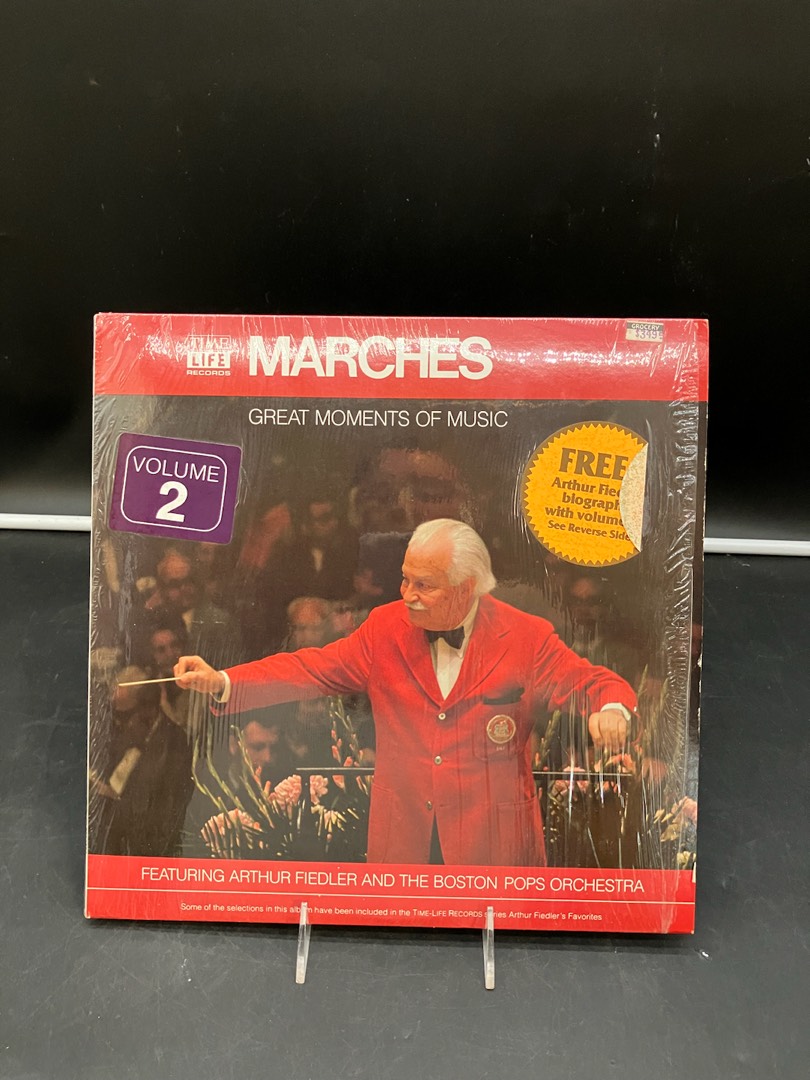 TIME
LIFE
RECORDS
MARCHES
GROCERY
GREAT MOMENTS OF MUSIC
VOLUME
2
FREE
Arthur
with
See Reverse Side
FEATURING ARTHUR FIEDLER AND THE BOSTON POPS ORCHESTRA
Some of the selections in this album have been included in the TIME-LIFE RECORDS series Arthur Fiedler's Favorites